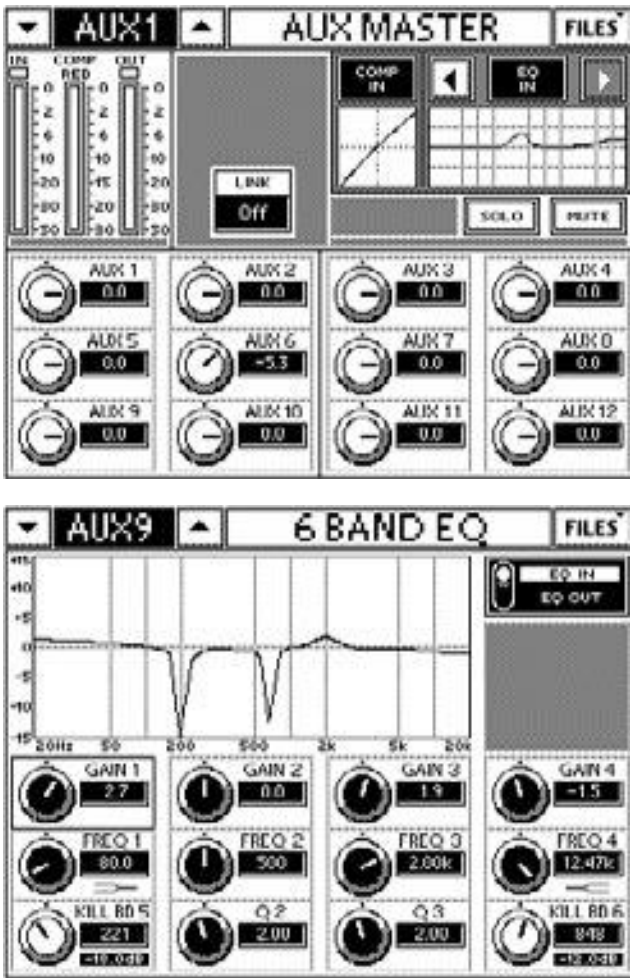 AUX1 AUX MASTER FILES
IN COMP RED OUT
COMP IN
EQ IN
0 0 0
2 2 2
6 6 6
10 10 10
20 15 20
30 20 30
50 30 50
LINK
Off
SOLO MUTE
AUX 1 AUX 2 AUX 3 AUX 4
0.0 0.0 0.0 0.0
AUX 5 AUX 6 AUX 7 AUX 8
0.0 -5.3 0.0 0.0
AUX 9 AUX 10 AUX 11 AUX 12
0.0 0.0 0.0 0.0
AUX9 6 BAND EQ FILES
EQ IN
EQ OUT
+15
+10
+5
0
-5
-10
-15
20Hz 50 200 500 2k 5k 20k
GAIN 1 GAIN 2 GAIN 3 GAIN 4
2.7 0.0 1.9 -1.5
FREQ 1 FREQ 2 FREQ 3 FREQ 4
80.0 500 2.00k 12.47k
KILL BD 5 Q 2 Q 3 KILL BD 6
221 2.00 2.00 848
-12.0dB